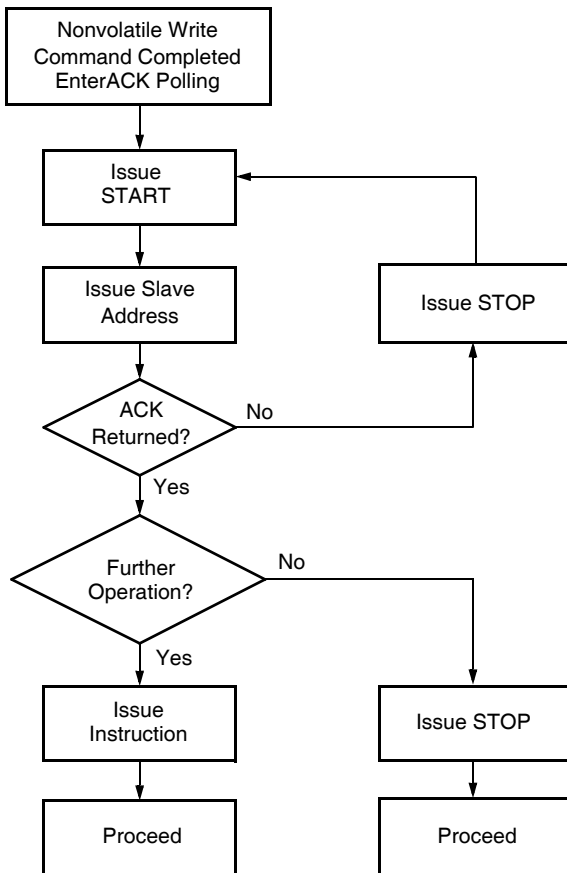 Nonvolatile Write
Command Completed
EnterACK Polling
Issue
START
Issue Slave
Address
Issue STOP
ACK
Returned?
No
Yes
Further
Operation?
No
Yes
Issue
Instruction
Issue STOP
Proceed
Proceed